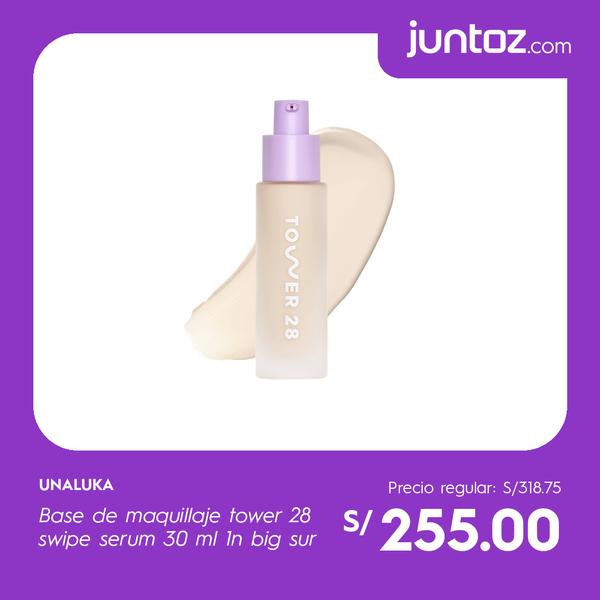 juntoz.com
TOWER 28
UNALUKA
Base de maquillaje tower 28
swipe serum 30 ml 1n big sur
Precio regular: S/318.75
S/255.00